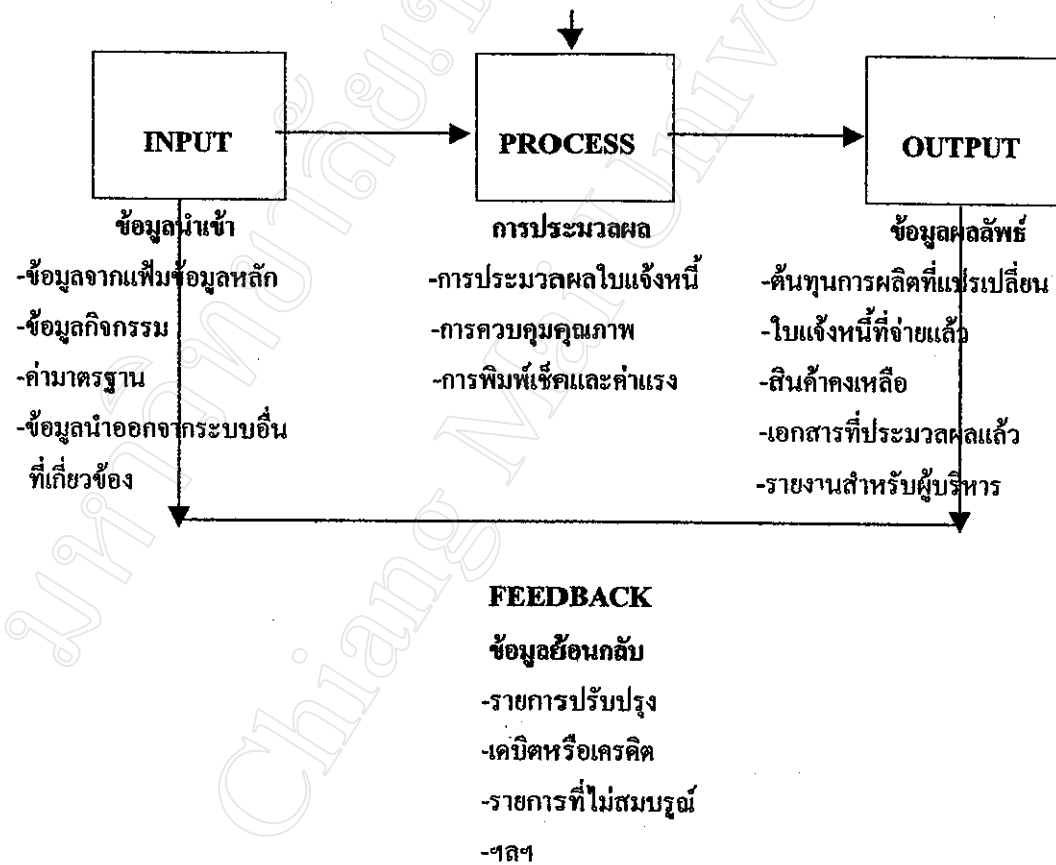 INPUT
PROCESS
OUTPUT
ข้อมูลนำเข้า
-ข้อมูลจากแฟ้มข้อมูลหลัก
-ข้อมูลกิจกรรม
-ค่ามาตรฐาน
-ข้อมูลนำออกจากระบบอื่น
ที่เกี่ยวข้อง
การประมวลผล
-การประมวลผลใบแจ้งหนี้
-การควบคุมคุณภาพ
-การพิมพ์เช็คและค่าแรง
ข้อมูลผลลัพธ์
-ต้นทุนการผลิตที่แปรเปลี่ยน
-ใบแจ้งหนี้ที่จ่ายแล้ว
-สินค้าคงเหลือ
-เอกสารที่ประมวลผลแล้ว
-รายงานสำหรับผู้บริหาร
FEEDBACK
ข้อมูลย้อนกลับ
-รายการปรับปรุง
-เดบิตหรือเครดิต
-รายการที่ไม่สมบรูณ์
-ฯลฯ
Chiang Mai Unive